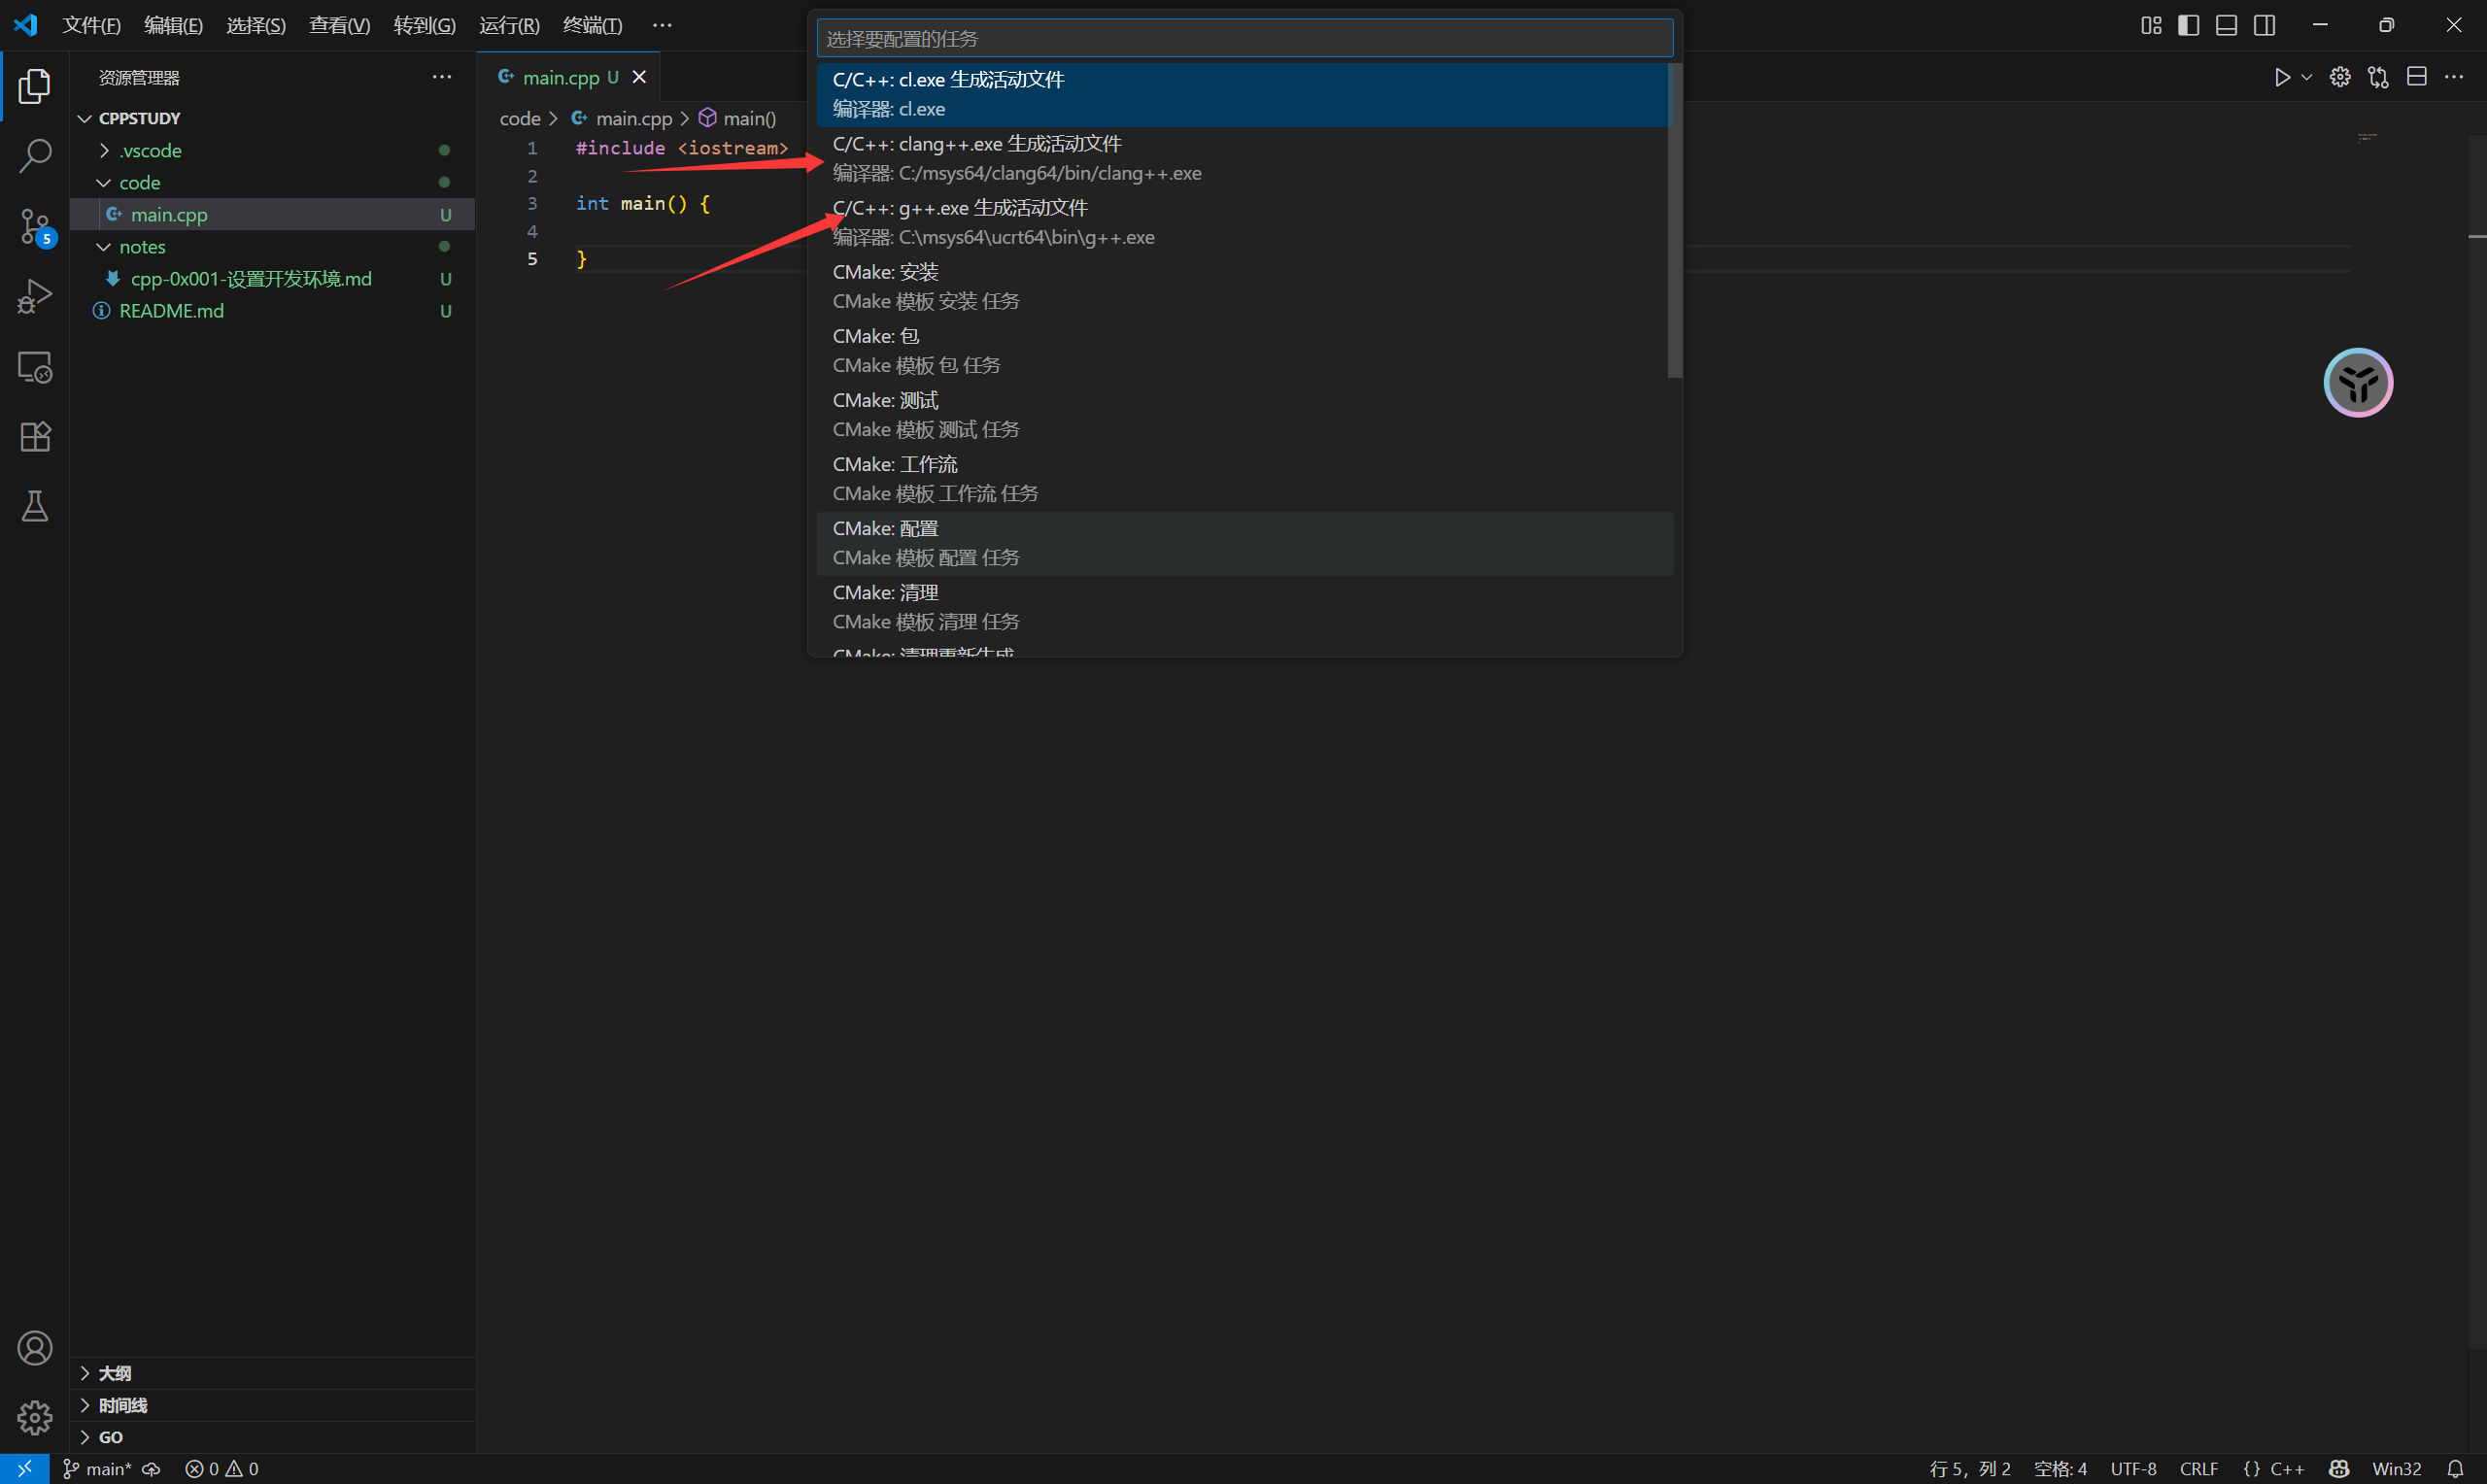 文件(F) 编辑(E) 选择(S) 查看(V) 转到(G) 运行(R) 终端(T) ···
选择要配置的任务
C/C++: cl.exe 生成活动文件
编译器: cl.exe
C/C++: clang++.exe 生成活动文件
编译器: C:/msys64/clang64/bin/clang++.exe
C/C++: g++.exe 生成活动文件
编译器: C:\msys64\ucrt64\bin\g++.exe
CMake: 安装
CMake 模板 安装 任务
CMake: 包
CMake 模板 包 任务
CMake: 测试
CMake 模板 测试 任务
CMake: 工作流
CMake 模板 工作流 任务
CMake: 配置
CMake 模板 配置 任务
CMake: 清理
CMake 模板 清理 任务
CMake: 清理重新生成
资源管理器 ···
CPPSTUDY
.vscode
code
main.cpp U
notes
cpp-0x001-设置开发环境.md U
README.md U
5
main.cpp U
code > main.cpp > main()
1 #include <iostream>
2
3 int main() {
4
5 }
大纲
时间线
GO
main* 0 0 行 5，列 2 空格: 4 UTF-8 CRLF {} C++ Win32